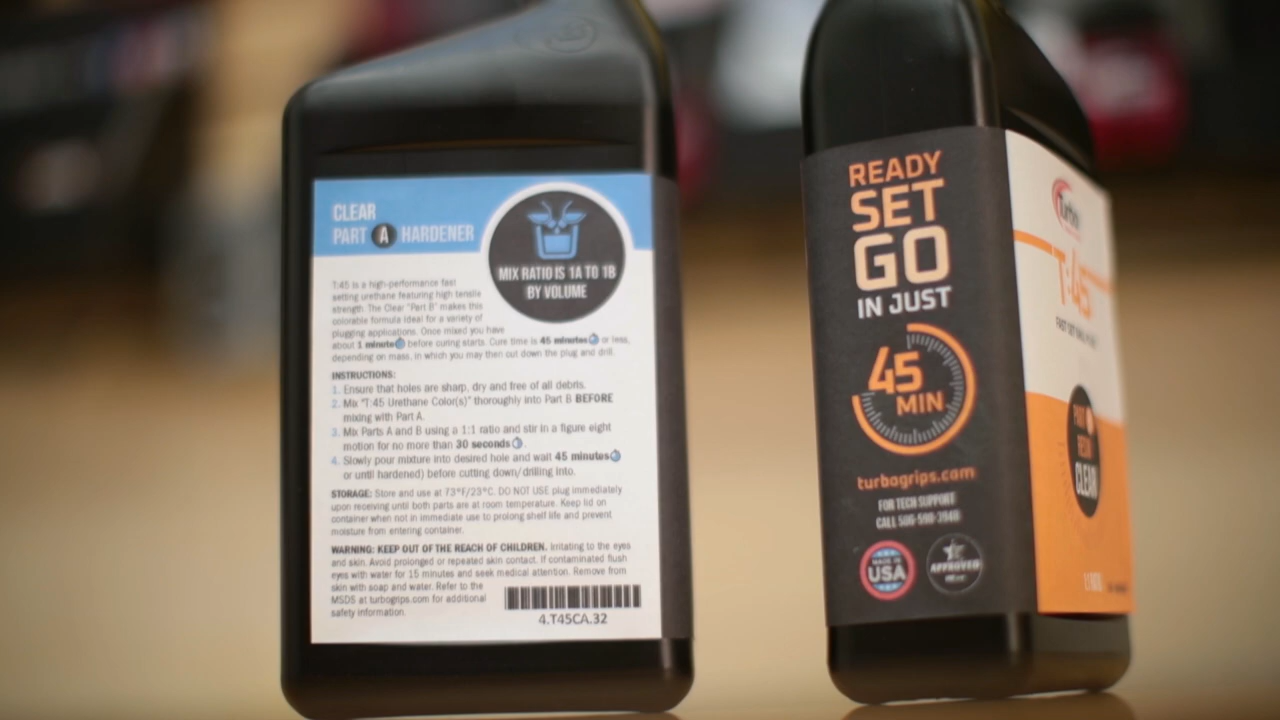 CLEAR
PART A HARDENER
MIX RATIO IS 1A TO 1B
BY VOLUME
T:45 is a high-performance fast
setting urethane featuring high tensile
strength. The Clear "Part B" makes this
colorable formula ideal for a variety of
plugging applications. Once mixed you have
about 1 minute before curing starts. Cure time is 45 minutes or less,
depending on mass, in which you may then cut down the plug and drill.
INSTRUCTIONS:
1. Ensure that holes are sharp, dry and free of all debris.
2. Mix "T:45 Urethane Color(s)" thoroughly into Part B BEFORE
mixing with Part A.
3. Mix Parts A and B using a 1:1 ratio and stir in a figure eight
motion for no more than 30 seconds.
4. Slowly pour mixture into desired hole and wait 45 minutes
or until hardened) before cutting down/drilling into.
STORAGE: Store and use at 73°F/23°C. DO NOT USE plug immediately
upon receiving until both parts are at room temperature. Keep lid on
container when not in immediate use to prolong shelf life and prevent
moisture from entering container.
WARNING: KEEP OUT OF THE REACH OF CHILDREN. Irritating to the eyes
and skin. Avoid prolonged or repeated skin contact. If contaminated flush
eyes with water for 15 minutes and seek medical attention. Remove from
skin with soap and water. Refer to the
MSDS at turbogrips.com for additional
safety information.
4.T45CA.32
READY
SET
GO
IN JUST
45
MIN
turbogrips.com
FOR TECH SUPPORT
CALL 586-598-3948
MADE IN
USA
APPROVED
Turbo
T:45
PART B
RESIN
CLEAR